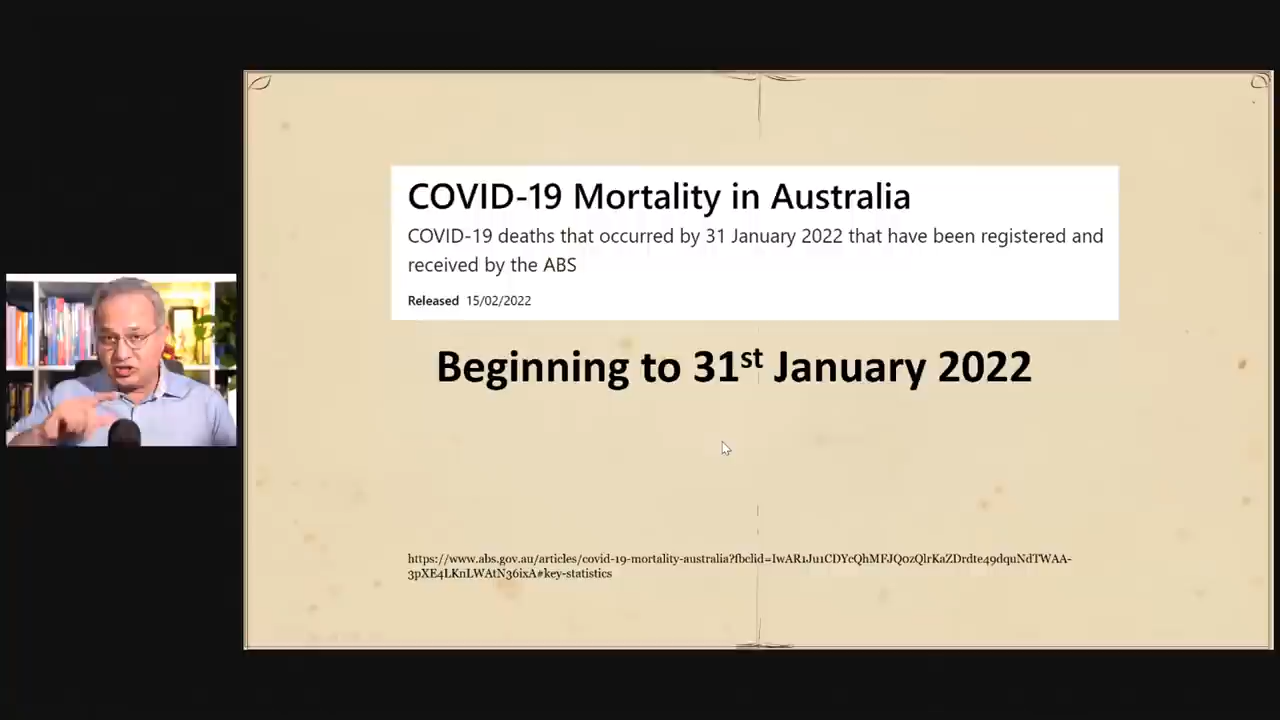 COVID-19 Mortality in Australia
COVID-19 deaths that occurred by 31 January 2022 that have been registered and
received by the ABS
Released 15/02/2022
Beginning to 31st January 2022
https://www.abs.gov.au/articles/covid-19-mortality-australia?fbclid=IwAR1Ju1CDYcQhMFJQ0zQlrKaZDrdte49dquNdTWAA-
3pXE4LKnLWAtN36ixA#key-statistics